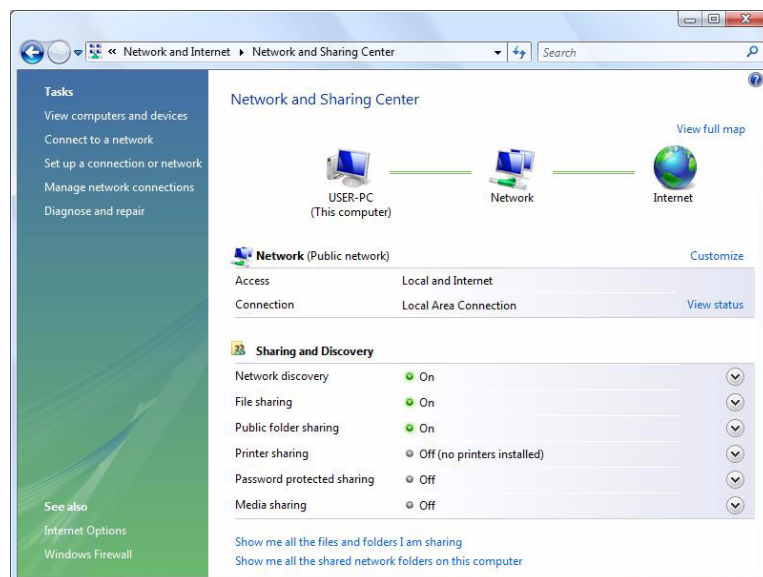 « Network and Internet ▸ Network and Sharing Center
Search
Tasks
View computers and devices
Connect to a network
Set up a connection or network
Manage network connections
Diagnose and repair
See also
Internet Options
Windows Firewall
Network and Sharing Center
View full map
USER-PC
(This computer)
Network
Internet
Network (Public network)
Customize
Access Local and Internet
Connection Local Area Connection View status
Sharing and Discovery
Network discovery On
File sharing On
Public folder sharing On
Printer sharing Off (no printers installed)
Password protected sharing Off
Media sharing Off
Show me all the files and folders I am sharing
Show me all the shared network folders on this computer